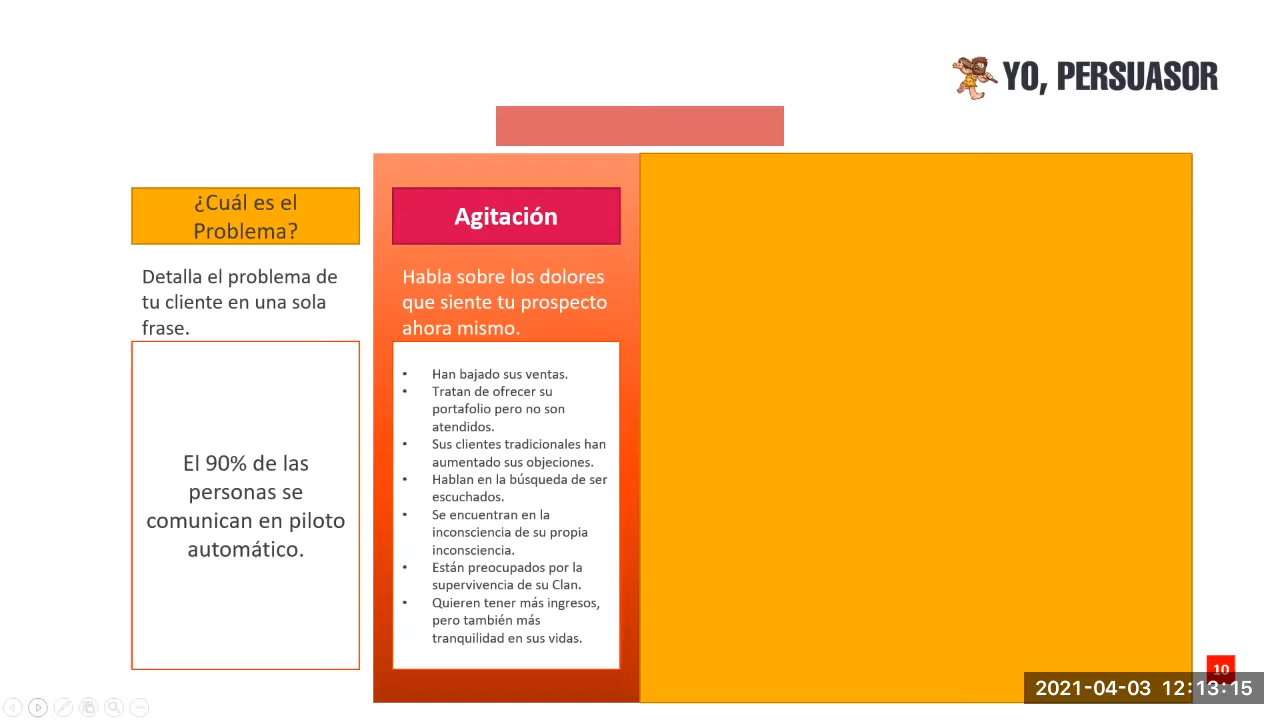 YO, PERSUASOR
¿Cuál es el
Problema?
Detalla el problema de
tu cliente en una sola
frase.
El 90% de las
personas se
comunican en piloto
automático.
Agitación
Habla sobre los dolores
que siente tu prospecto
ahora mismo.
• Han bajado sus ventas.
• Tratan de ofrecer su
portafolio pero no son
atendidos.
• Sus clientes tradicionales han
aumentado sus objeciones.
• Hablan en la búsqueda de ser
escuchados.
• Se encuentran en la
inconsciencia de su propia
inconsciencia.
• Están preocupados por la
supervivencia de su Clan.
• Quieren tener más ingresos,
pero también más
tranquilidad en sus vidas.
10
2021-04-03 12:13:15